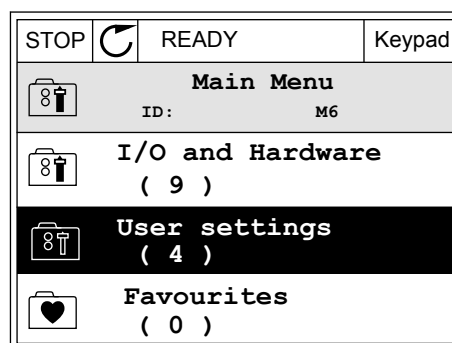 STOP READY Keypad
Main Menu
ID: M6
I/O and Hardware
( 9 )
User settings
( 4 )
Favourites
( 0 )